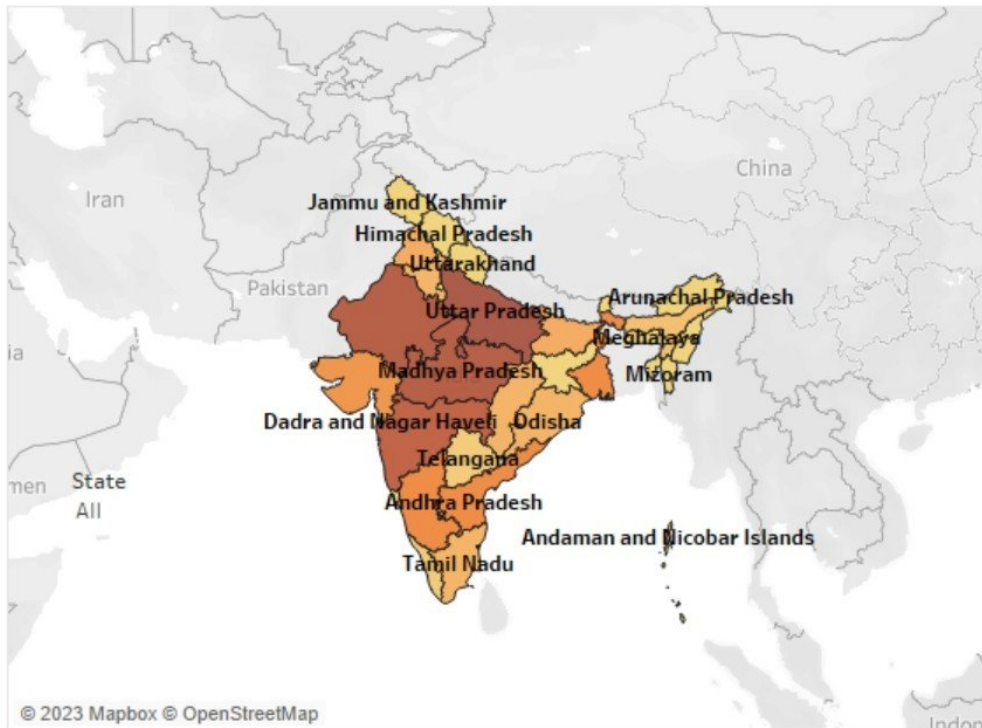 China
Iran
Jammu and Kashmir
Himachal Pradesh
Uttarakhand
Pakistan
Arunachal Pradesh
Uttar Pradesh
Meghalaya
Madhya Pradesh
Mizoram
Dadra and Nagar Haveli
Odisha
Telangana
State
All
Andhra Pradesh
Andaman and Nicobar Islands
Tamil Nadu
© 2023 Mapbox © OpenStreetMap